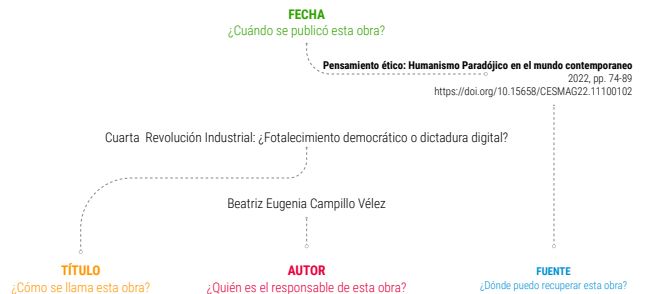 FECHA
¿Cuándo se publicó esta obra?
Pensamiento ético: Humanismo Paradójico en el mundo contemporaneo
2022, pp. 74-89
https://doi.org/10.15658/CESMAG22.11100102
Cuarta Revolución Industrial: ¿Fotalecimiento democrático o dictadura digital?
Beatriz Eugenia Campillo Vélez
TÍTULO
¿Cómo se llama esta obra?
AUTOR
¿Quién es el responsable de esta obra?
FUENTE
¿Dónde puedo recuperar esta obra?